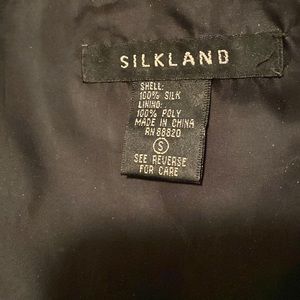 SILKLAND
SHELL:
100% SILK
LINING:
100% POLY
MADE IN CHINA
RN 88820
S
SEE REVERSE
FOR CARE